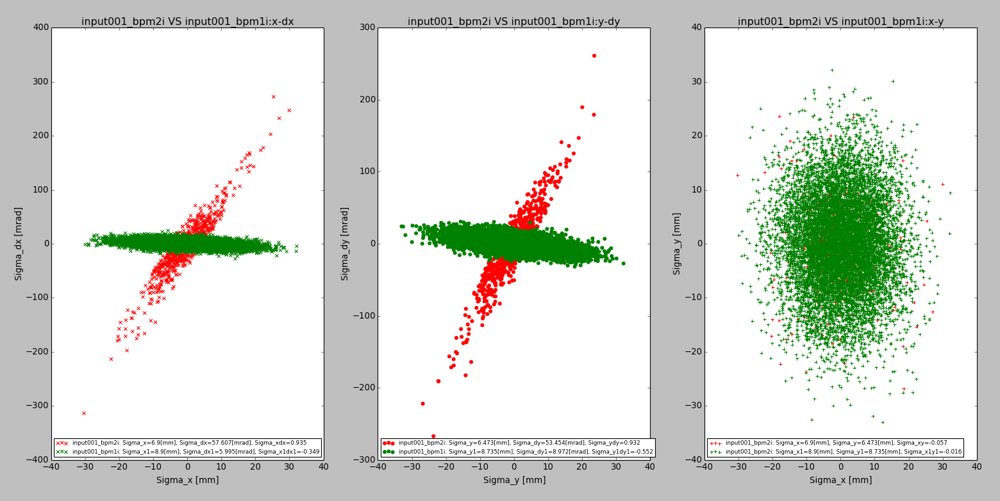 input001_bpm2i VS input001_bpm1i:x-dx
400
300
200
100
0
−100
−200
−300
−400
Sigma_dx [mrad]
input001_bpm2i: Sigma_x=6.9[mm], Sigma_dx=57.607[mrad], Sigma_xdx=0.935
input001_bpm1i: Sigma_x1=8.9[mm], Sigma_dx1=5.995[mrad], Sigma_x1dx1=-0.349
−40 −30 −20 −10 0 10 20 30 40
Sigma_x [mm]
input001_bpm2i VS input001_bpm1i:y-dy
300
200
100
0
−100
−200
−300
Sigma_dy [mrad]
input001_bpm2i: Sigma_y=6.473[mm], Sigma_dy=53.454[mrad], Sigma_ydy=0.932
input001_bpm1i: Sigma_y1=8.735[mm], Sigma_dy1=8.972[mrad], Sigma_y1dy1=-0.552
−40 −30 −20 −10 0 10 20 30 40
Sigma_y [mm]
input001_bpm2i VS input001_bpm1i:x-y
40
30
20
10
0
−10
−20
−30
−40
Sigma_y [mm]
input001_bpm2i: Sigma_x=6.9[mm], Sigma_y=6.473[mm], Sigma_xy=-0.057
input001_bpm2i: Sigma_x1=8.9[mm], Sigma_y1=8.735[mm], Sigma_x1y1=-0.016
−40 −30 −20 −10 0 10 20 30 40
Sigma_x [mm]